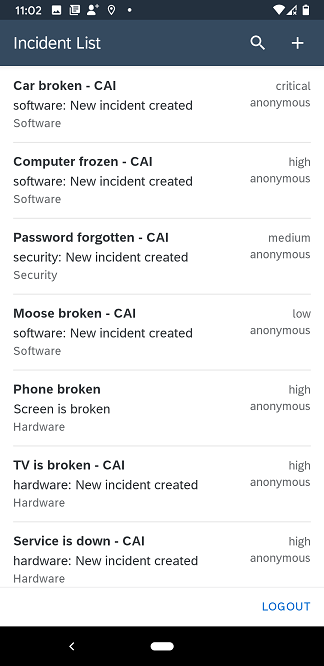 11:02
Incident List
Car broken - CAI
critical
software: New incident created
anonymous
Software
Computer frozen - CAI
high
software: New incident created
anonymous
Software
Password forgotten - CAI
medium
security: New incident created
anonymous
Security
Moose broken - CAI
low
software: New incident created
anonymous
Software
Phone broken
high
Screen is broken
anonymous
Hardware
TV is broken - CAI
high
hardware: New incident created
anonymous
Hardware
Service is down - CAI
high
hardware: New incident created
anonymous
Hardware
LOGOUT